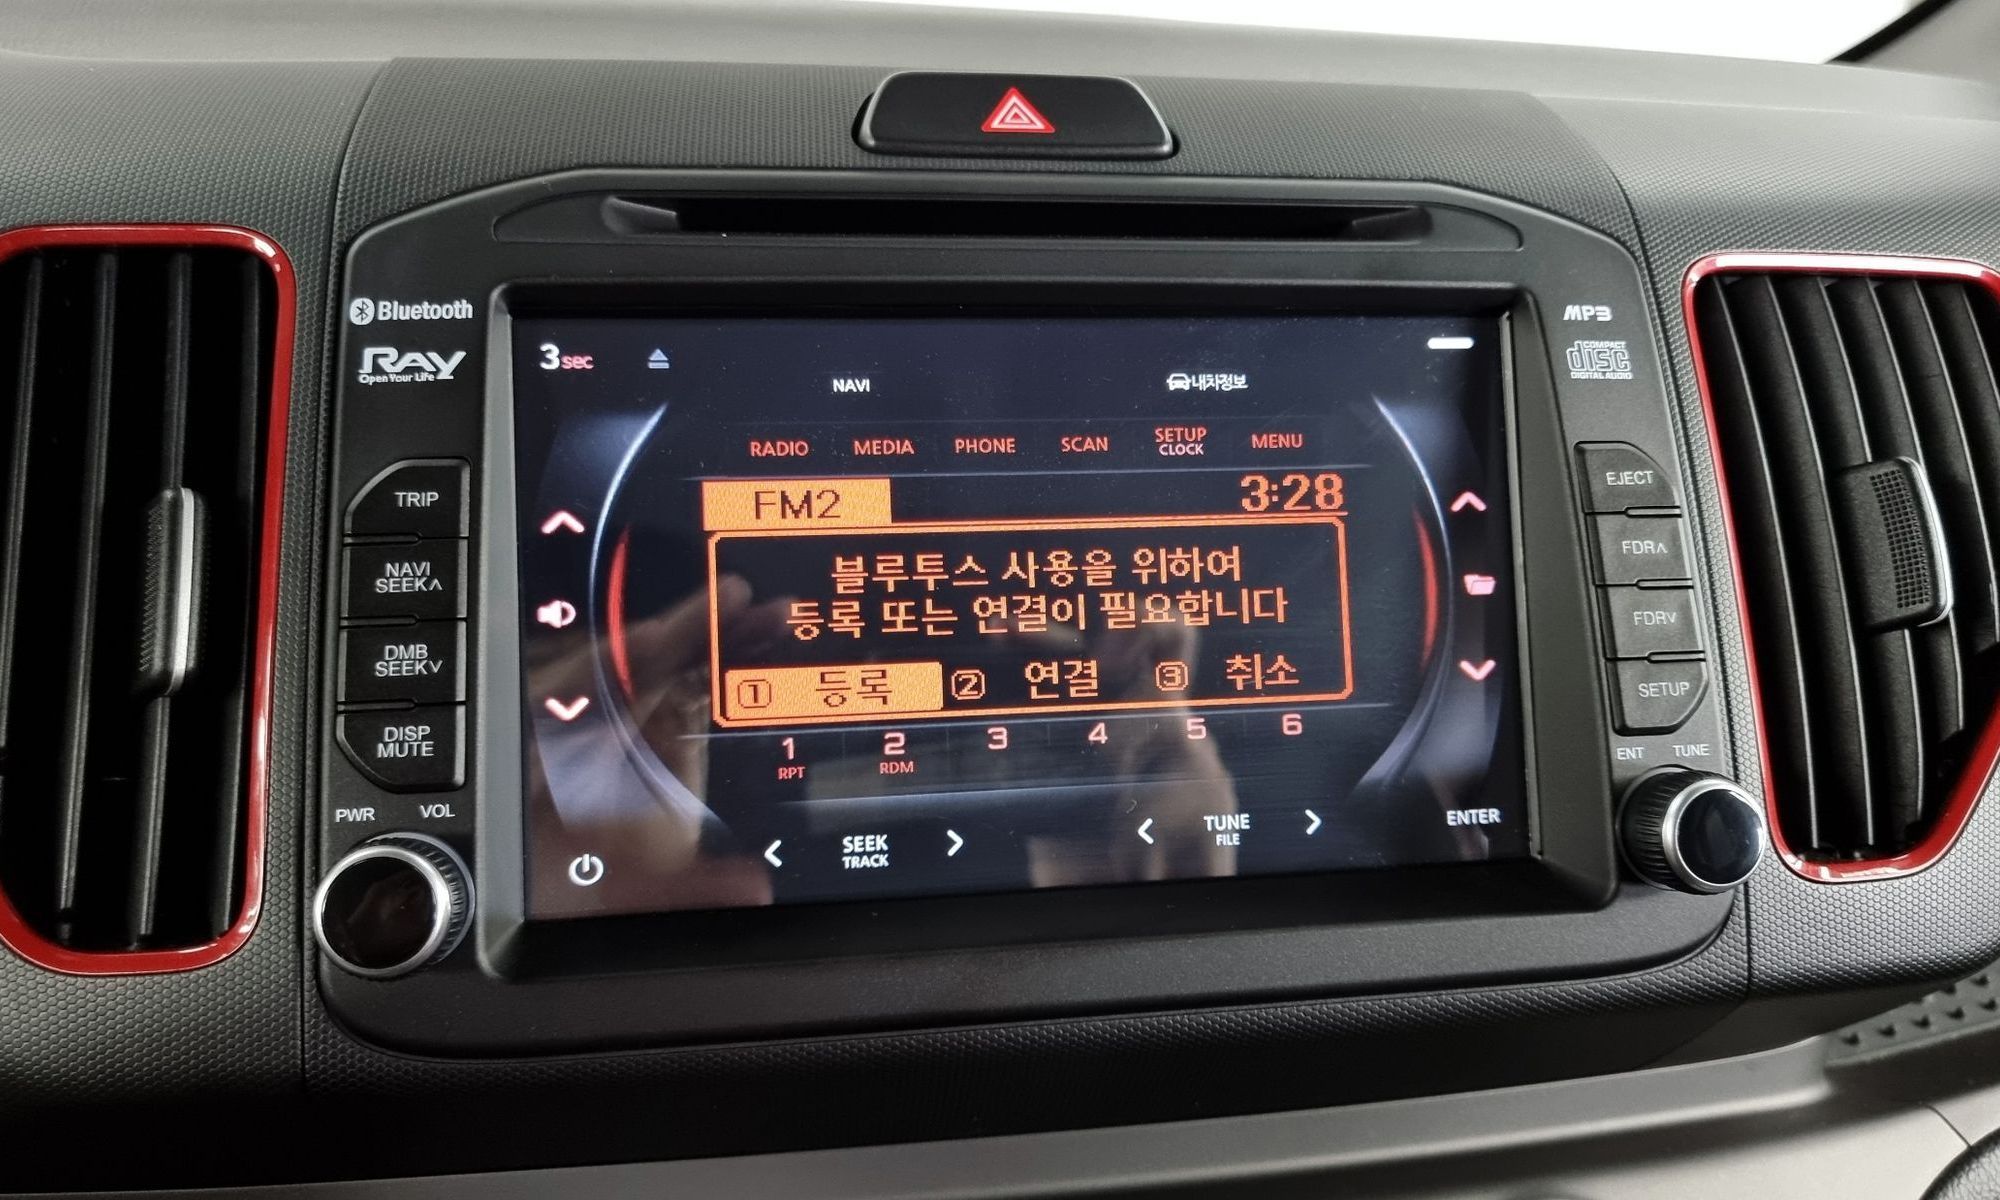 Bluetooth
RAY
Open Your Life
MP3
COMPACT
disc
DIGITAL AUDIO
TRIP
NAVI
SEEK∧
DMB
SEEK∨
DISP
MUTE
PWR VOL
3sec
NAVI
내차정보
RADIO MEDIA PHONE SCAN SETUP CLOCK MENU
FM2 3:28
블루투스 사용을 위하여
등록 또는 연결이 필요합니다
① 등록 ② 연결 ③ 취소
1 2 3 4 5 6
RPT RDM
< SEEK >
TRACK
< TUNE >
FILE
ENTER
EJECT
FDR∧
FDR∨
SETUP
ENT TUNE